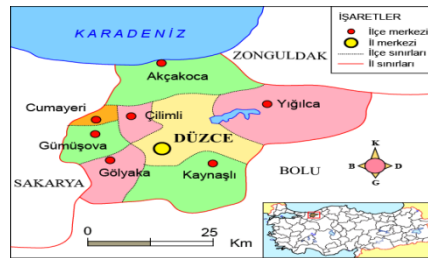 KARADENİZ
İŞARETLER
İlçe merkezi
İl merkezi
İlçe sınırları
İl sınırları
ZONGULDAK
Akçakoca
Cumayeri
Çilimli
Yığılca
Gümüşova
DÜZCE
Gölyaka
Kaynaşlı
BOLU
SAKARYA
K
B D
G
0 25
Km